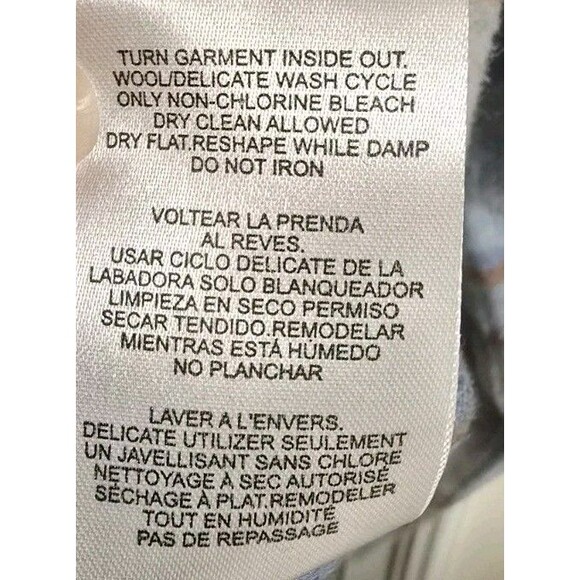 TURN GARMENT INSIDE OUT.
WOOL/DELICATE WASH CYCLE
ONLY NON-CHLORINE BLEACH
DRY CLEAN ALLOWED
DRY FLAT.RESHAPE WHILE DAMP
DO NOT IRON
VOLTEAR LA PRENDA
AL REVES.
USAR CICLO DELICATE DE LA
LABADORA SOLO BLANQUEADOR
LIMPIEZA EN SECO PERMISO
SECAR TENDIDO.REMODELAR
MIENTRAS ESTÁ HÚMEDO
NO PLANCHAR
LAVER A L'ENVERS.
DELICATE UTILIZER SEULEMENT
UN JAVELLISANT SANS CHLORE
NETTOYAGE A SEC AUTORISÉ
SÉCHAGE À PLAT.REMODELER
TOUT EN HUMIDITÉ
PAS DE REPASSAGE